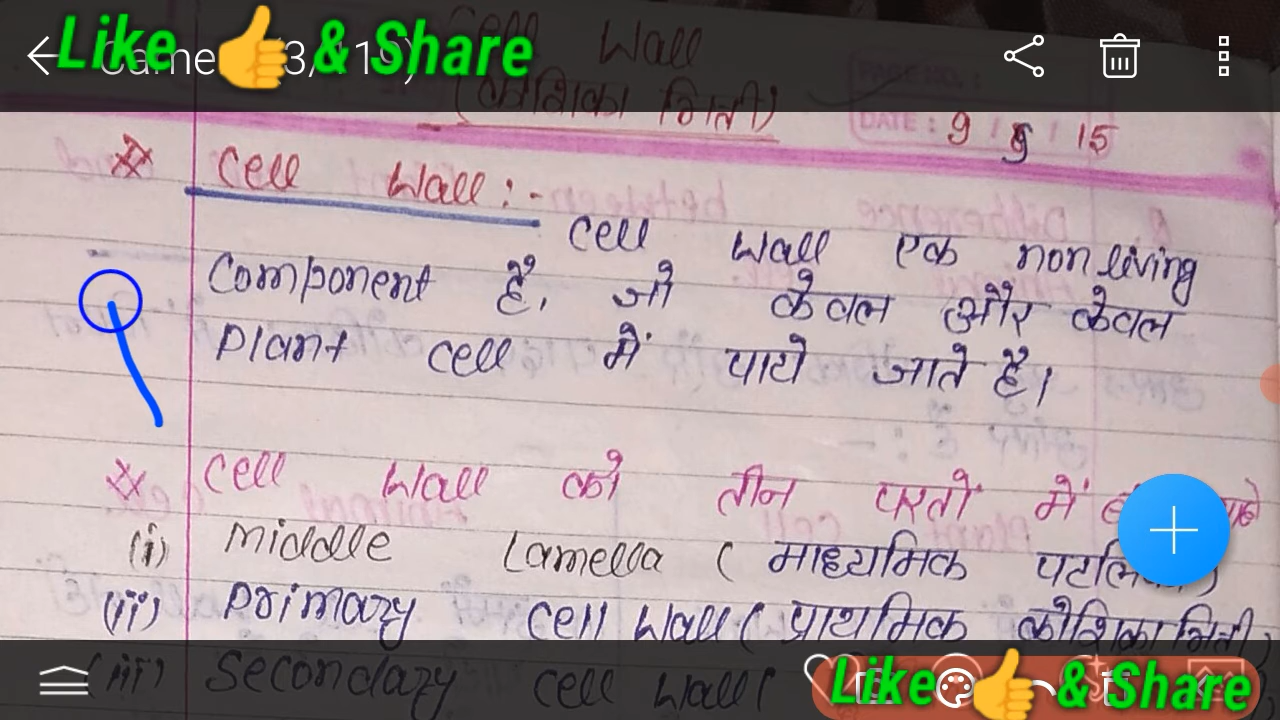 Like 👍 & Share
Cell Wall
(कोशिका भित्ती)
DATE: 9 5 15
Cell Wall:-
Cell Wall एक non living
Component है, जो केवल और केवल
Plant cell में पाये जाते है।
Cell Wall को तीन परतों में
(i) Middle Lamella (माध्यमिक
(ii) Primary Cell Wall (प्राथमिक कोशिका भित्ती)
(iii) Secondary Cell Wall (
Like 👍 & Share